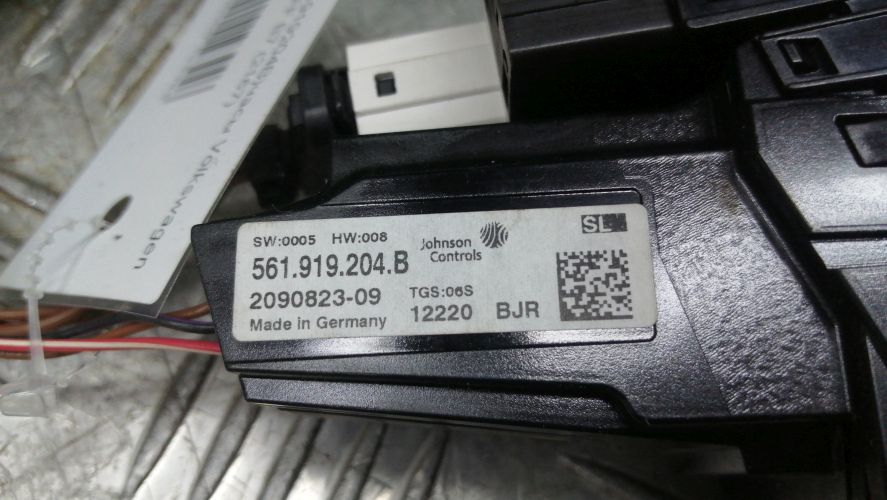 SW:0005 HW:008
Johnson
Controls
SL
561.919.204.B
2090823-09
TGS:06S
Made in Germany
12220 BJR
Volkswagen